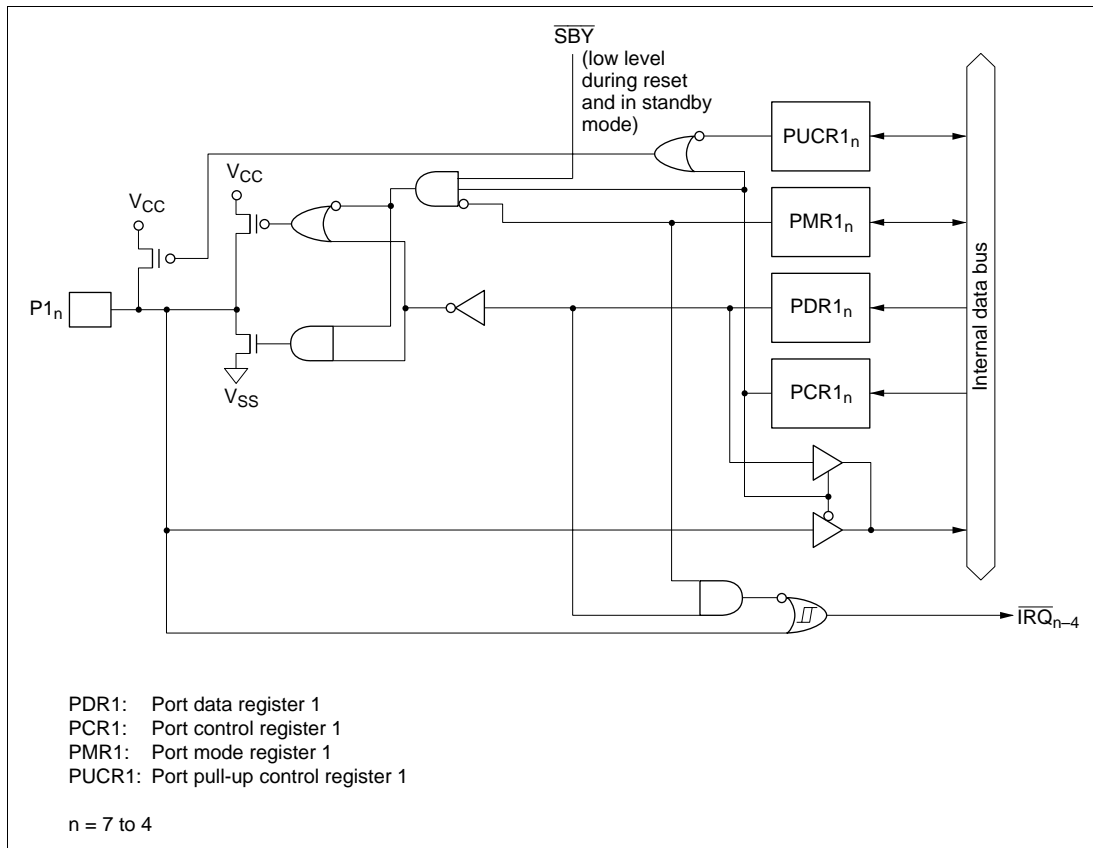 SBY
(low level
during reset
and in standby
mode)
PUCR1n
VCC
VCC
PMR1n
P1n
PDR1n
Internal data bus
VSS
PCR1n
IRQn–4
PDR1: Port data register 1
PCR1: Port control register 1
PMR1: Port mode register 1
PUCR1: Port pull-up control register 1
n = 7 to 4